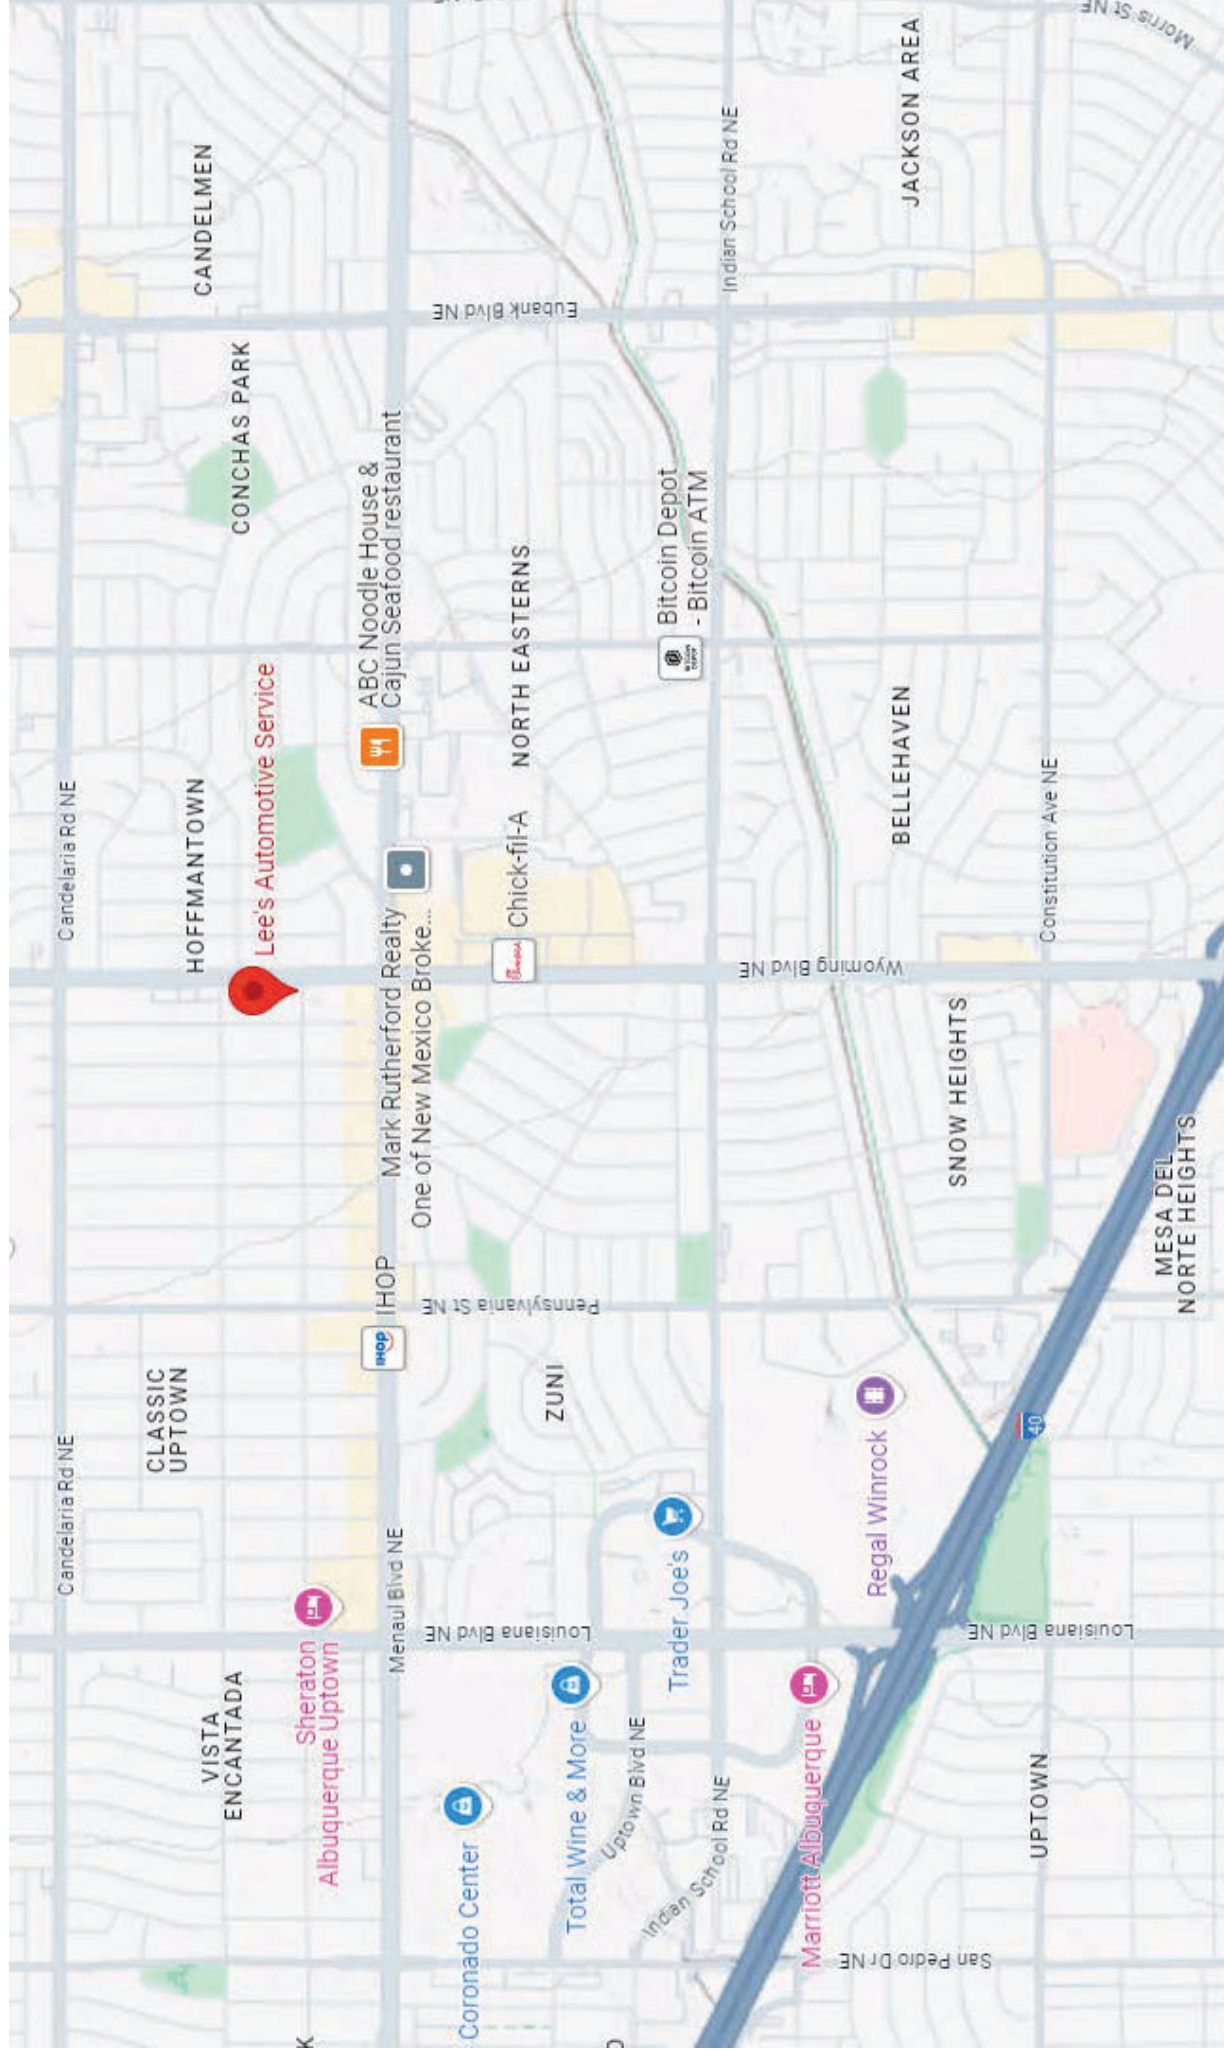 Candelaria Rd NE
Candelaria Rd NE
CLASSIC
UPTOWN
VISTA
ENCANTADA
HOFFMANTOWN
CANDELMEN
CONCHAS PARK
Lee's Automotive Service
Sheraton
Albuquerque Uptown
K
Menaul Blvd NE
IHOP
IHOP
Mark Rutherford Realty
One of New Mexico Broke...
ABC Noodle House &
Cajun Seafood restaurant
Coronado Center
Louisiana Blvd NE
Pennsylvania St NE
Eubank Blvd NE
Chick-fil-A
NORTH EASTERNS
ZUNI
Total Wine & More
Uptown Blvd NE
Trader Joe's
Bitcoin Depot
- Bitcoin ATM
BITCOIN
DEPOT
Indian School Rd NE
Indian School Rd NE
Wyoming Blvd NE
Marriott Albuquerque
Regal Winrock
San Pedro Dr NE
BELLEHAVEN
JACKSON AREA
SNOW HEIGHTS
Louisiana Blvd NE
40
UPTOWN
Constitution Ave NE
Morris St NE
MESA DEL
NORTE HEIGHTS